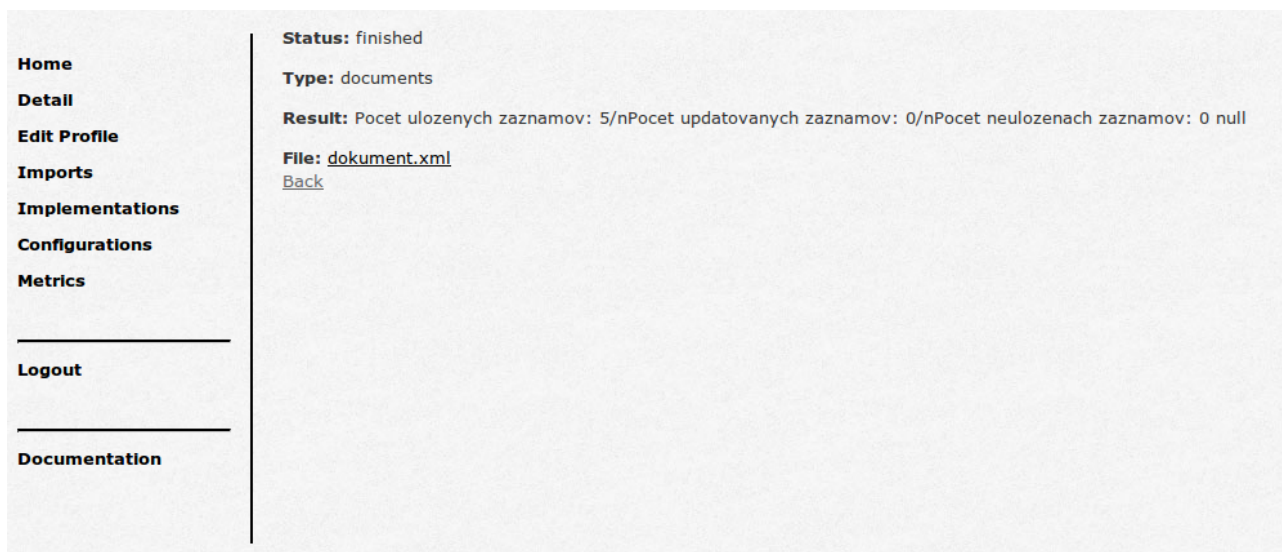 Home
Detail
Edit Profile
Imports
Implementations
Configurations
Metrics
Logout
Documentation
Status: finished
Type: documents
Result: Pocet ulozenych zaznamov: 5/nPocet updatovanych zaznamov: 0/nPocet neulozenach zaznamov: 0 null
File: dokument.xml
Back